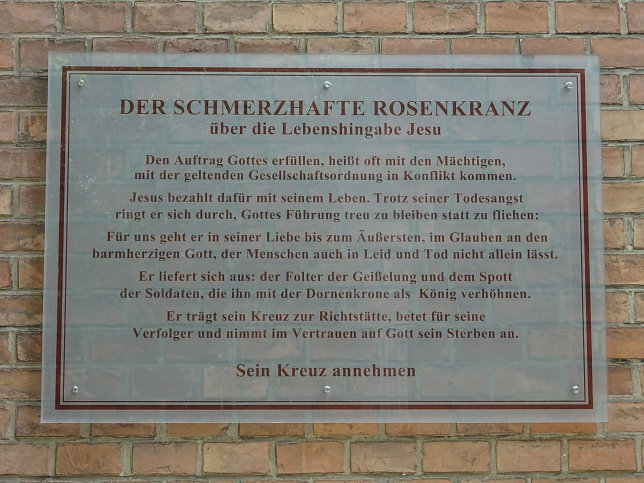 DER SCHMERZHAFTE ROSENKRANZ
über die Lebenshingabe Jesu
Den Auftrag Gottes erfüllen, heißt oft mit den Mächtigen,
mit der geltenden Gesellschaftsordnung in Konflikt kommen.
Jesus bezahlt dafür mit seinem Leben. Trotz seiner Todesangst
ringt er sich durch, Gottes Führung treu zu bleiben statt zu fliehen:
Für uns geht er in seiner Liebe bis zum Äußersten, im Glauben an den
barmherzigen Gott, der Menschen auch in Leid und Tod nicht allein lässt.
Er liefert sich aus: der Folter der Geißelung und dem Spott
der Soldaten, die ihn mit der Dornenkrone als König verhöhnen.
Er trägt sein Kreuz zur Richtstätte, betet für seine
Verfolger und nimmt im Vertrauen auf Gott sein Sterben an.
Sein Kreuz annehmen